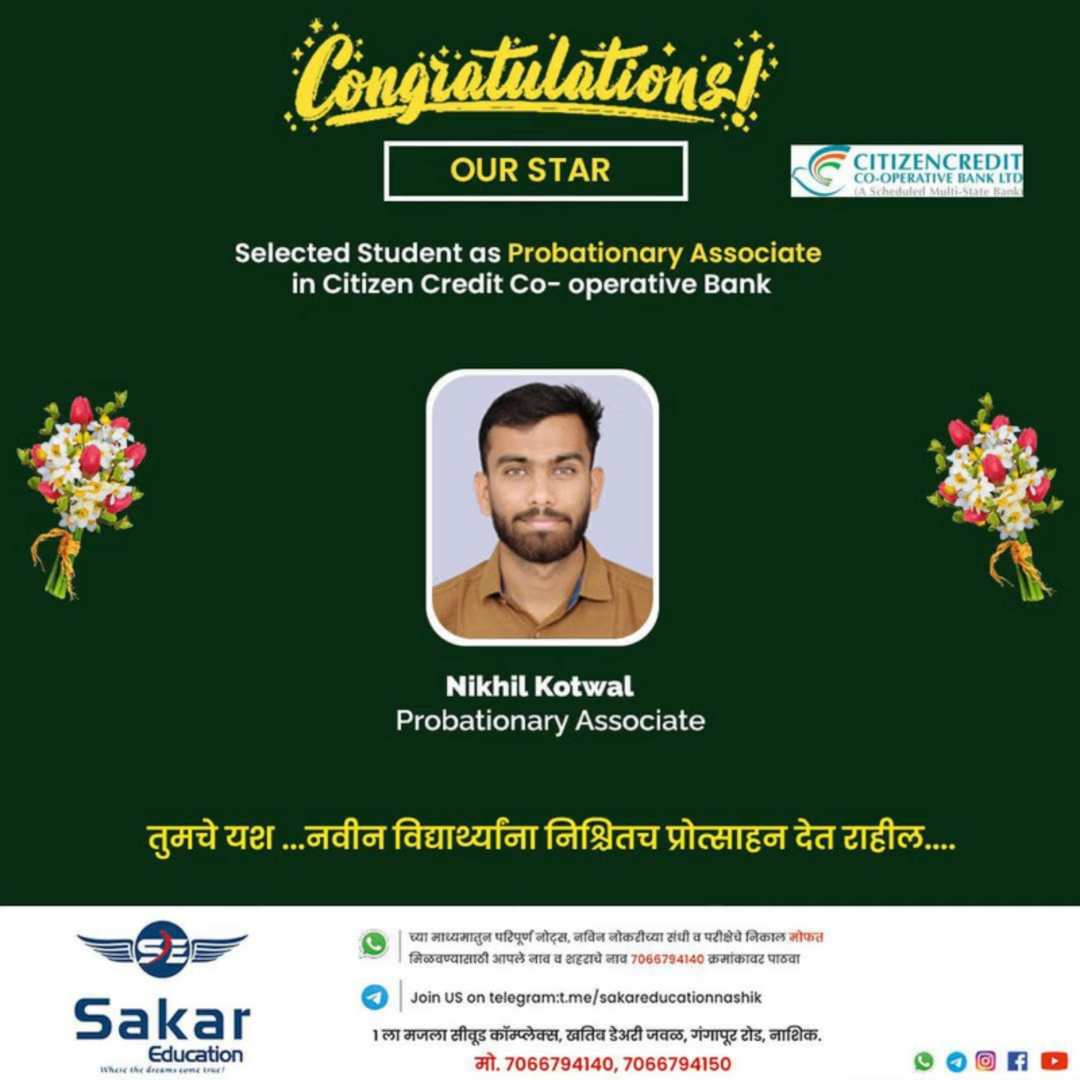 Congratulations!
OUR STAR
CITIZENCREDIT
CO-OPERATIVE BANK LTD
(A Scheduled Multi-State Bank)
Selected Student as Probationary Associate
in Citizen Credit Co- operative Bank
Nikhil Kotwal
Probationary Associate
तुमचे यश ...नवीन विद्यार्थ्यांना निश्चितच प्रोत्साहन देत राहील....
SE
Sakar
Education
Where the dreams come true!
च्या माध्यमातुन परिपूर्ण नोट्स, नविन नोकरीच्या संधी व परीक्षेचे निकाल मोफत
मिळवण्यासाठी आपले नाव व शहराचे नाव 7066794140 क्रमांकावर पाठवा
Join US on telegram:t.me/sakareducationnashik
1 ला मजला सीवूड कॉम्प्लेक्स, खतिब डेअरी जवळ, गंगापूर रोड, नाशिक.
मो. 7066794140, 7066794150